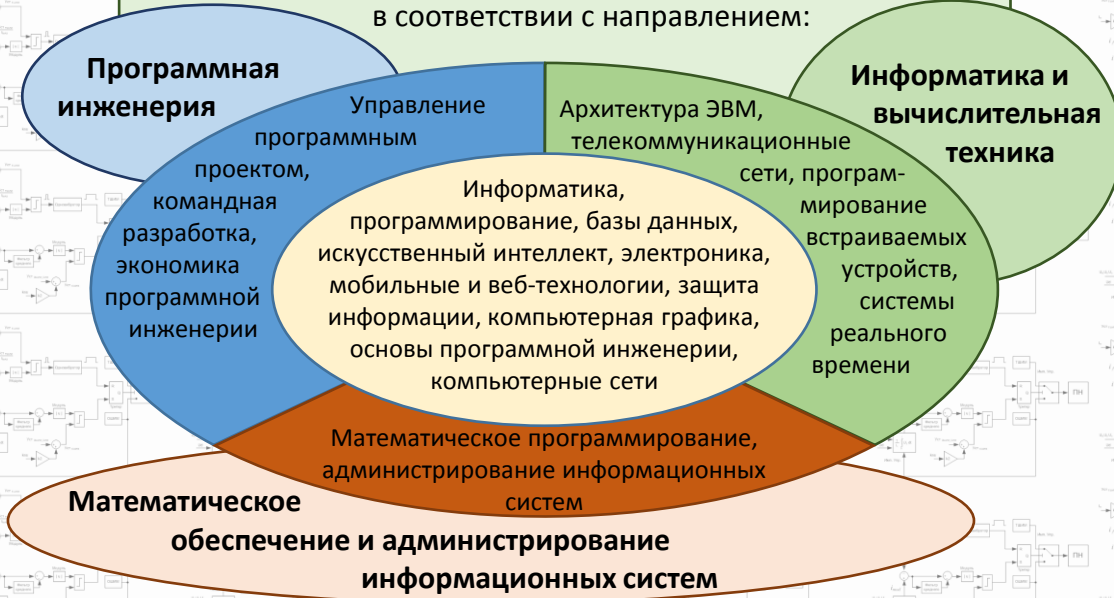 в соответствии с направлением:
Программная
инженерия
Управление
программным
проектом,
командная
разработка,
экономика
программной
инженерии
Архитектура ЭВМ,
телекоммуникационные
сети, програм-
мирование
встраиваемых
устройств,
системы
реального
времени
Информатика и
вычислительная
техника
Информатика,
программирование, базы данных,
искусственный интеллект, электроника,
мобильные и веб-технологии, защита
информации, компьютерная графика,
основы программной инженерии,
компьютерные сети
Математическое программирование,
администрирование информационных
систем
Математическое
обеспечение и администрирование
информационных систем
ПН
ПН